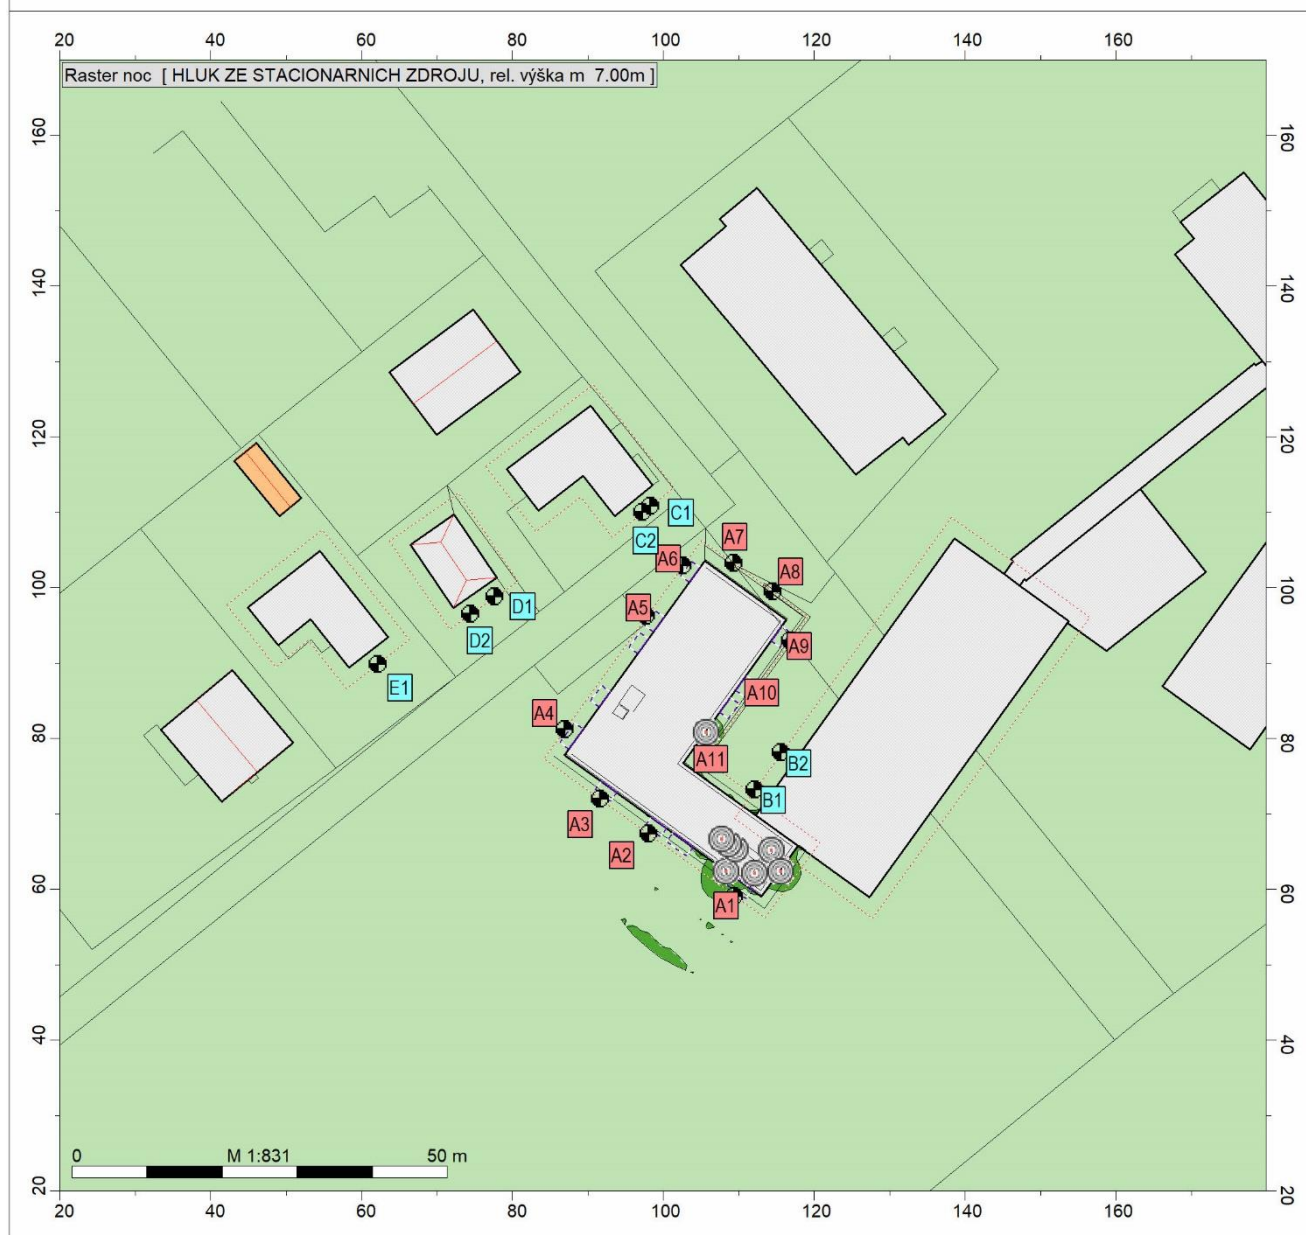 20 40 60 80 100 120 140 160
Raster noc [ HLUK ZE STACIONARNICH ZDROJU, rel. výška m 7.00m ]
160 160
140 140
120 120
C1
C2
A7
A6
A8
100 100
D1
A5
D2
A9
E1
A10
A4
80 80
A11
B2
B1
A3
A2
60 60
A1
40 40
0 M 1:831 50 m
20 20
20 40 60 80 100 120 140 160